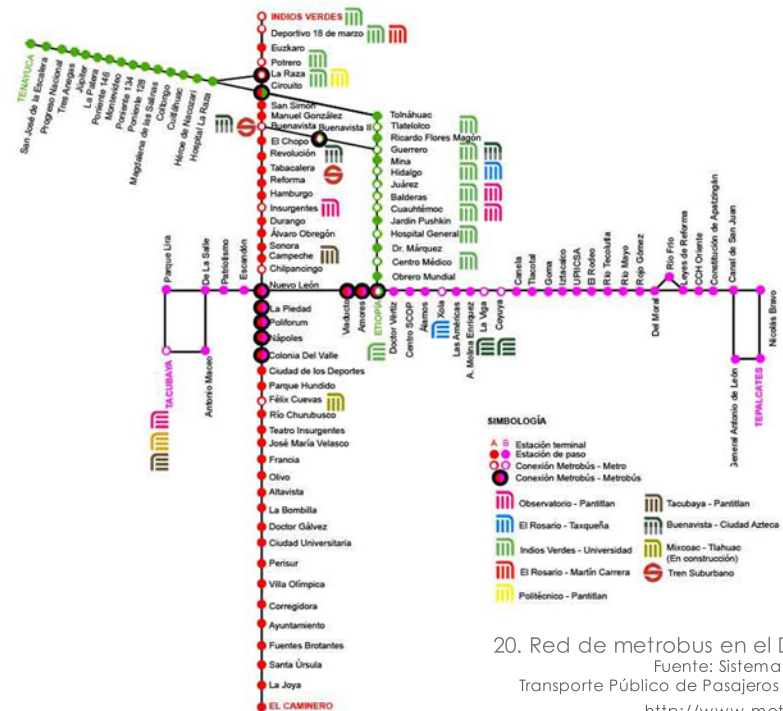 INDIOS VERDES
Deportivo 18 de marzo
Euzkaro
Potrero
La Raza
Circuito
San Simón
Manuel González
Buenavista
Buenavista II
El Chopo
Revolución
Tabacalera
Reforma
Hamburgo
Insurgentes
Durango
Álvaro Obregón
Sonora
Campeche
Chilpancingo
Nuevo León
La Piedad
Poliforum
Nápoles
Colonia Del Valle
Ciudad de los Deportes
Parque Hundido
Félix Cuevas
Río Churubusco
Teatro Insurgentes
José María Velasco
Francia
Olivo
Altavista
La Bombilla
Doctor Gálvez
Ciudad Universitaria
Perisur
Villa Olímpica
Corregidora
Ayuntamiento
Fuentes Brotantes
Santa Úrsula
La Joya
EL CAMINERO
TENAYUCA
San José de la Escalera
Progreso Nacional
Tres Anegas
Júpiter
La Patera
Poniente 146
Montevideo
Poniente 134
Poniente 128
Magdalena de las Salinas
Coltongo
Cuitláhuac
Héroe de Nacozari
Hospital La Raza
Tolnáhuac
Tlatelolco
Ricardo Flores Magón
Guerrero
Mina
Hidalgo
Juárez
Balderas
Cuauhtémoc
Jardín Pushkin
Hospital General
Dr. Márquez
Centro Médico
Obrero Mundial
ETIOPÍA
TACUBAYA
Parque Lira
Antonio Maceo
De La Salle
Patriotismo
Escandón
Viaducto
Amores
Doctor Vértiz
Centro SCOP
Álamos
Xola
Las Américas
A. Molina Enríquez
La Viga
Coyuya
Canela
Tlacotal
Goma
Iztacalco
UPIICSA
El Rodeo
Río Tecolutla
Río Mayo
Rojo Gómez
Del Moral
Río Frío
Leyes de Reforma
CCH Oriente
Constitución de Apatzingán
Canal de San Juan
General Antonio de León
Nicolás Bravo
TEPALCATES
SIMBOLOGÍA
A B Estación terminal
Estación de paso
Conexión Metrobús - Metro
Conexión Metrobús - Metrobús
Observatorio - Pantitlan
El Rosario - Taxqueña
Indios Verdes - Universidad
El Rosario - Martín Carrera
Politécnico - Pantitlan
Tacubaya - Pantitlan
Buenavista - Ciudad Azteca
Mixcoac - Tlahuac
(En construcción)
Tren Suburbano
20. Red de metrobus en el D
Fuente: Sistema
Transporte Público de Pasajeros
http://www.met